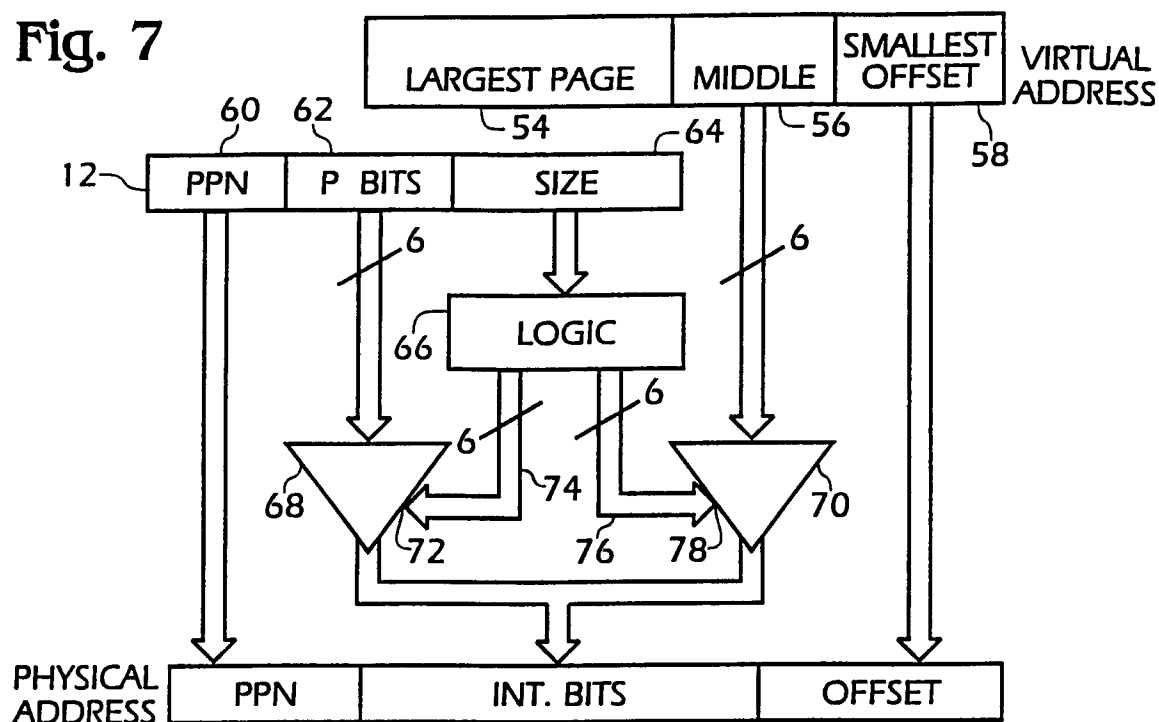 Fig. 7
LARGEST PAGE
MIDDLE
SMALLEST
OFFSET
VIRTUAL
ADDRESS
54
56
58
60
62
64
12
PPN
P BITS
SIZE
6
6
LOGIC
66
6
6
68
72
74
76
78
70
PHYSICAL
ADDRESS
PPN
INT. BITS
OFFSET